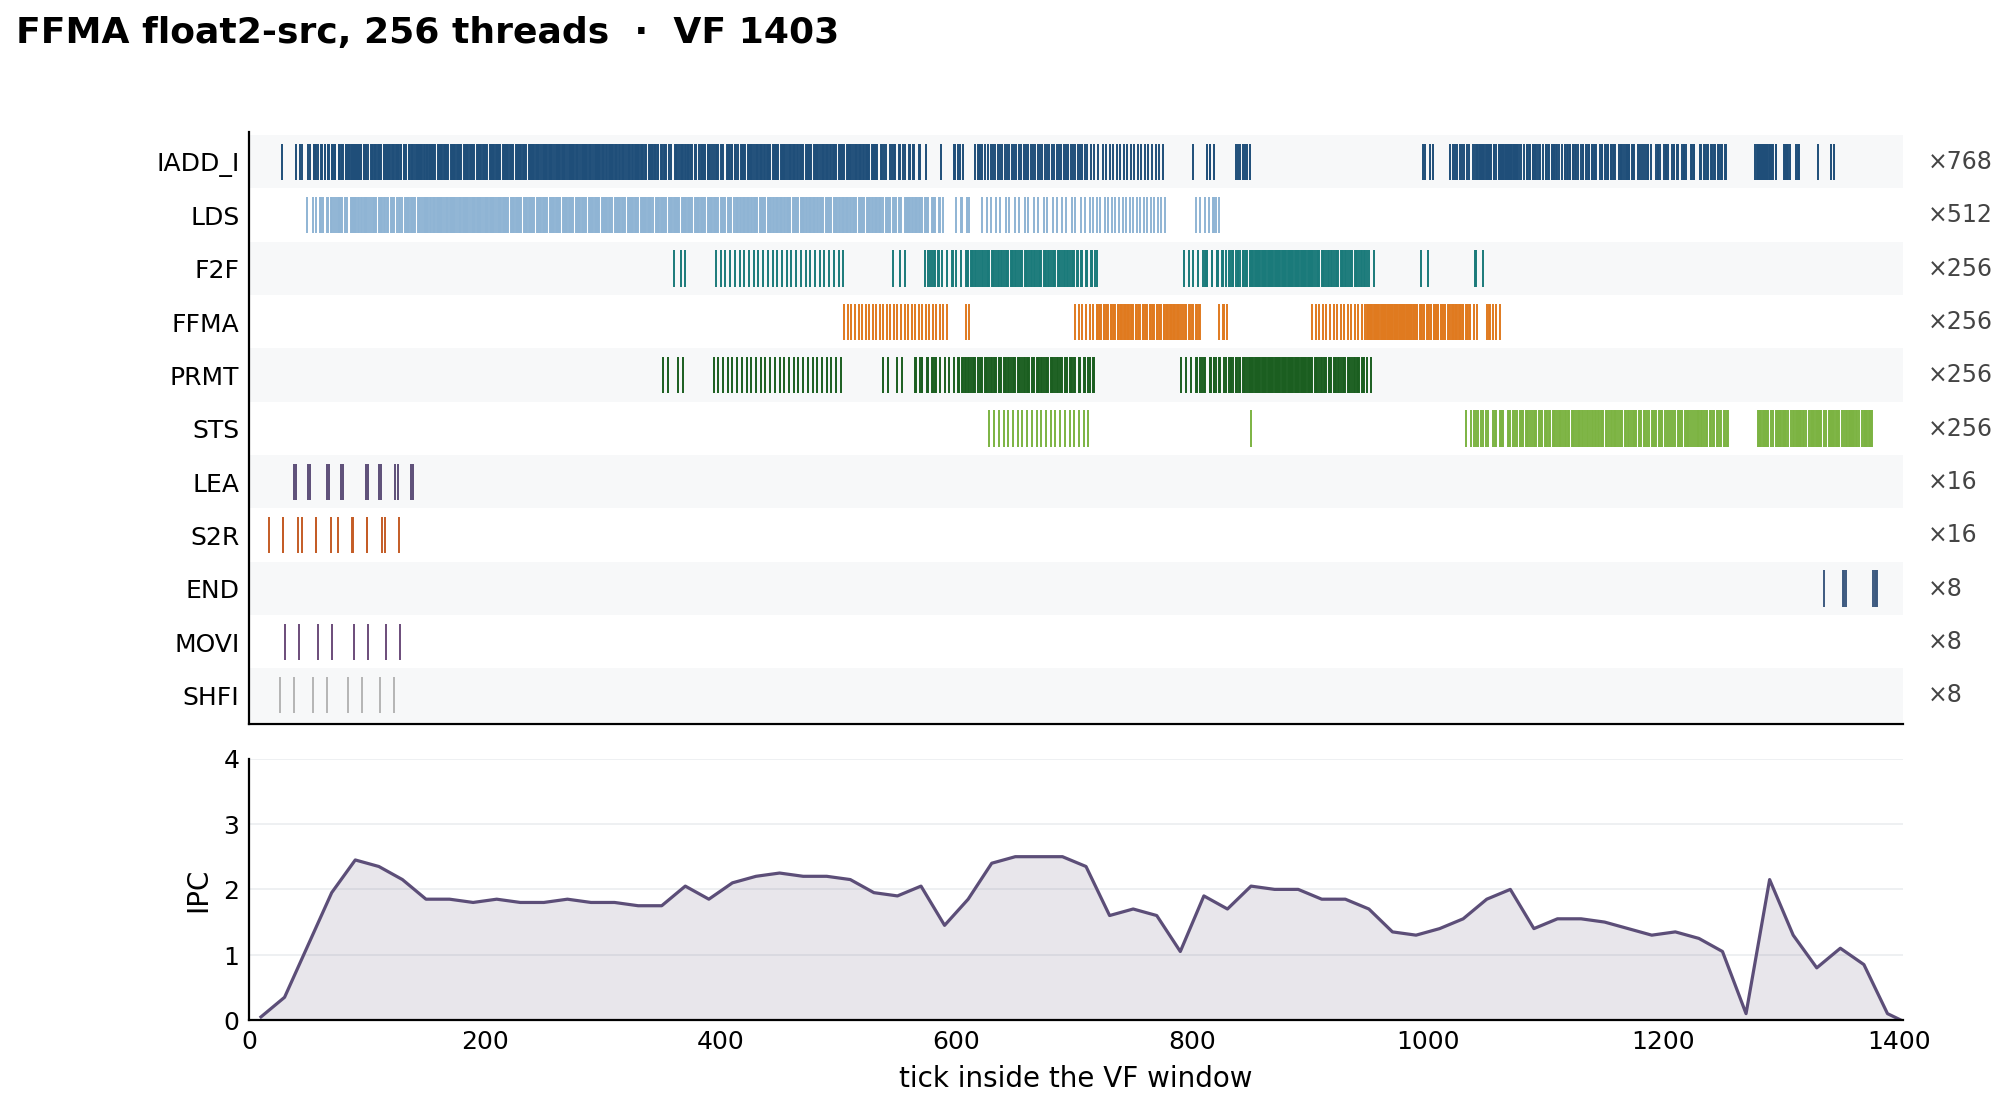 FFMA float2-src, 256 threads · VF 1403
IADD_I ×768
LDS ×512
F2F ×256
FFMA ×256
PRMT ×256
STS ×256
LEA ×16
S2R ×16
END ×8
MOVI ×8
SHFI ×8
4
3
2
1
0
IPC
0 200 400 600 800 1000 1200 1400
tick inside the VF window